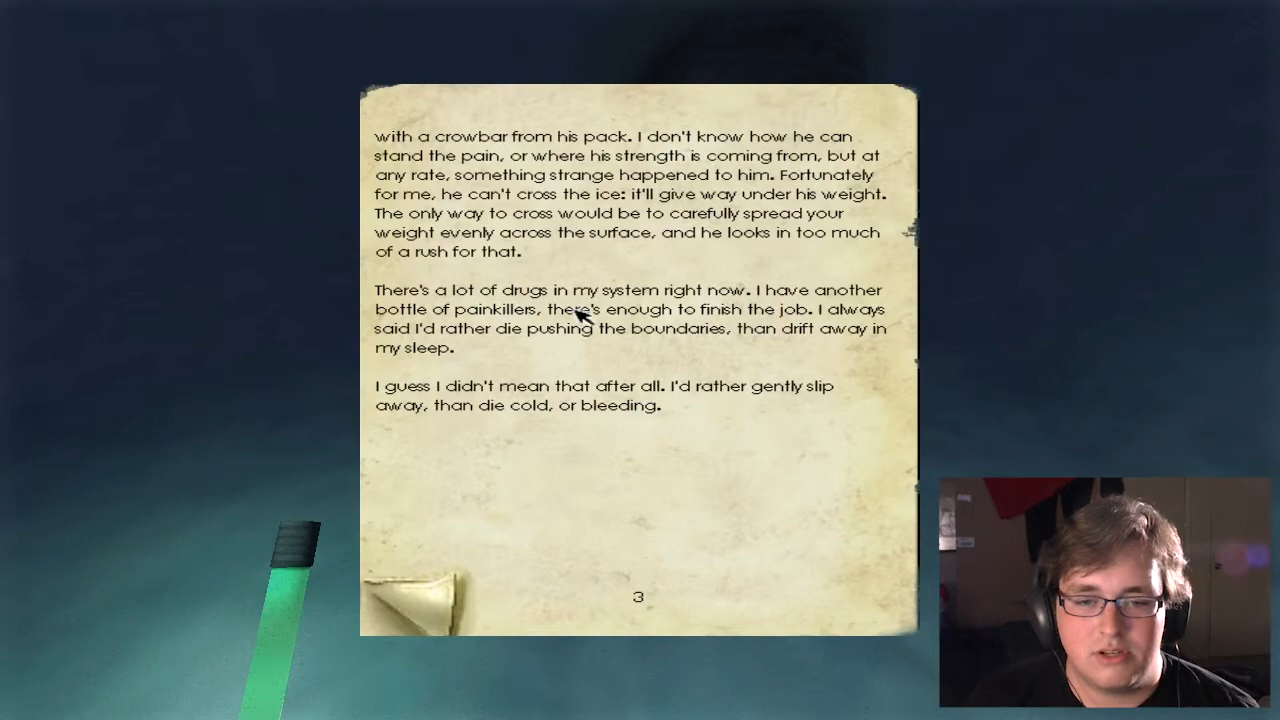 with a crowbar from his pack. I don't know how he can
stand the pain, or where his strength is coming from, but at
any rate, something strange happened to him. Fortunately
for me, he can't cross the ice: it'll give way under his weight.
The only way to cross would be to carefully spread your
weight evenly across the surface, and he looks in too much
of a rush for that.
There's a lot of drugs in my system right now. I have another
bottle of painkillers, there's enough to finish the job. I always
said I'd rather die pushing the boundaries, than drift away in
my sleep.
I guess I didn't mean that after all. I'd rather gently slip
away, than die cold, or bleeding.
3